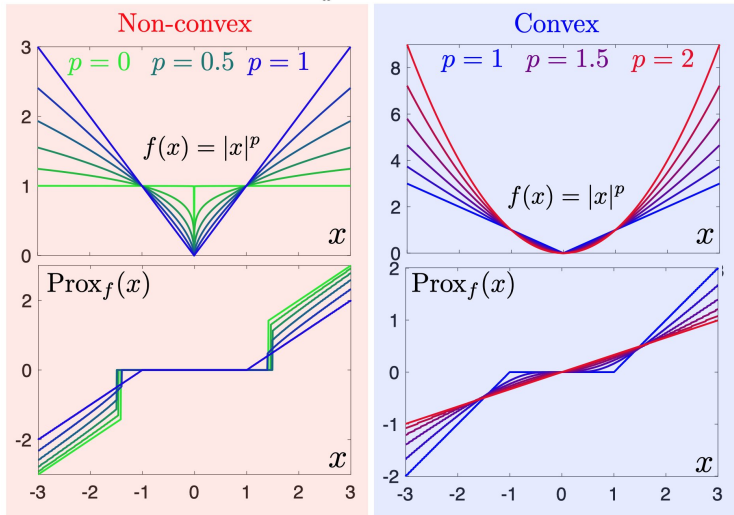 Non-convex
3
p = 0 p = 0.5 p = 1
2
f(x) = |x|^p
1
0
x
Convex
8
p = 1 p = 1.5 p = 2
6
4
f(x) = |x|^p
2
0
x
Prox_f(x)
2
0
-2
x
-3 -2 -1 0 1 2 3
2
Prox_f(x)
1
0
-1
-2
x
-3 -2 -1 0 1 2 3